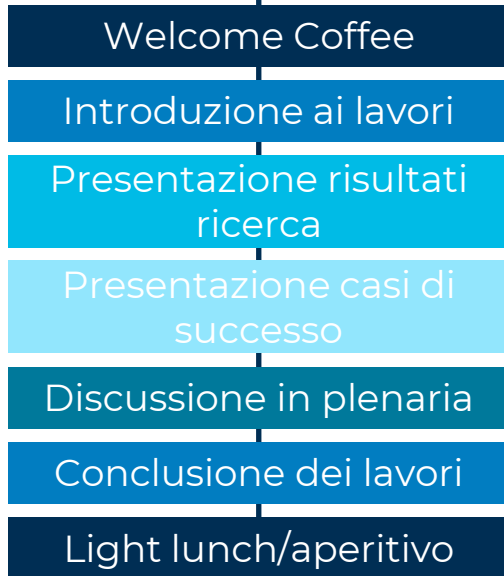 Welcome Coffee
Introduzione ai lavori
Presentazione risultati
ricerca
Presentazione casi di
successo
Discussione in plenaria
Conclusione dei lavori
Light lunch/aperitivo